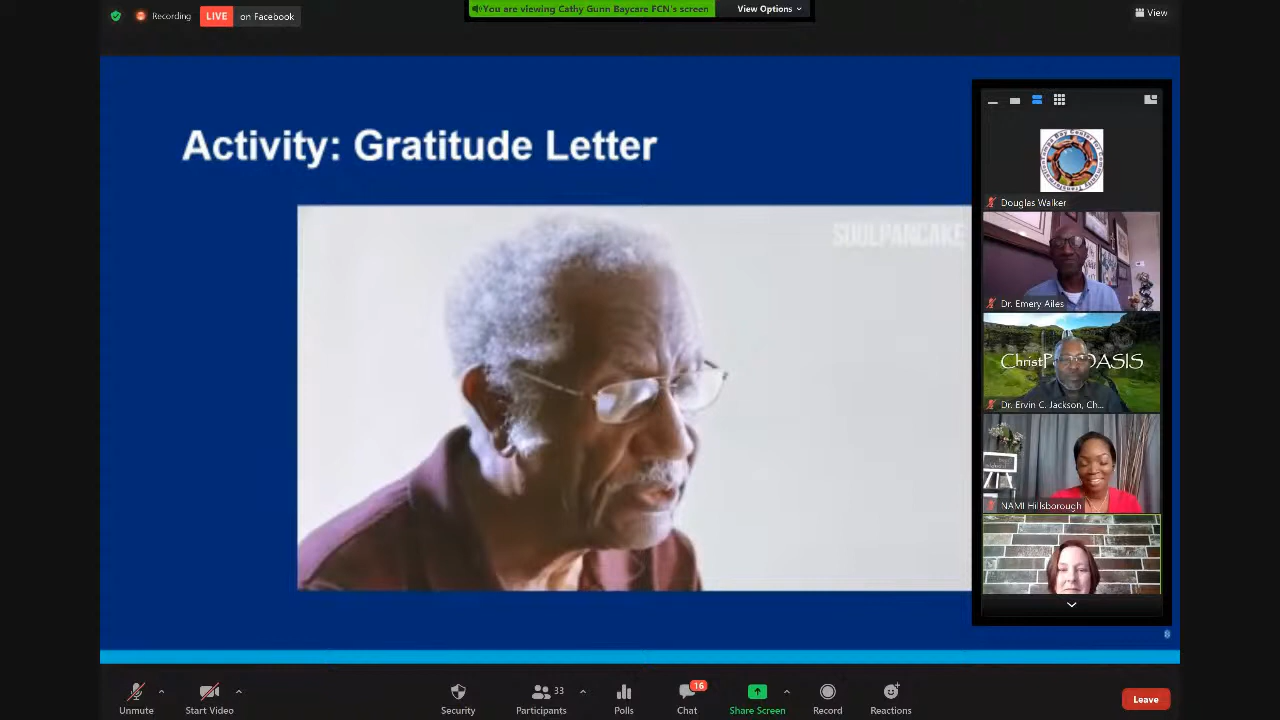 Recording
LIVE on Facebook
You are viewing Cathy Gunn Baycare FCN's screen
View Options
View
Activity: Gratitude Letter
SOULPANCAKE
Douglas Walker
Dr. Emery Ailes
ChristP OASIS
Dr. Ervin C. Jackson, Ch...
NAMI Hillsborough
8
Unmute
Start Video
Security
33
Participants
Polls
16
Chat
Share Screen
Record
Reactions
Leave